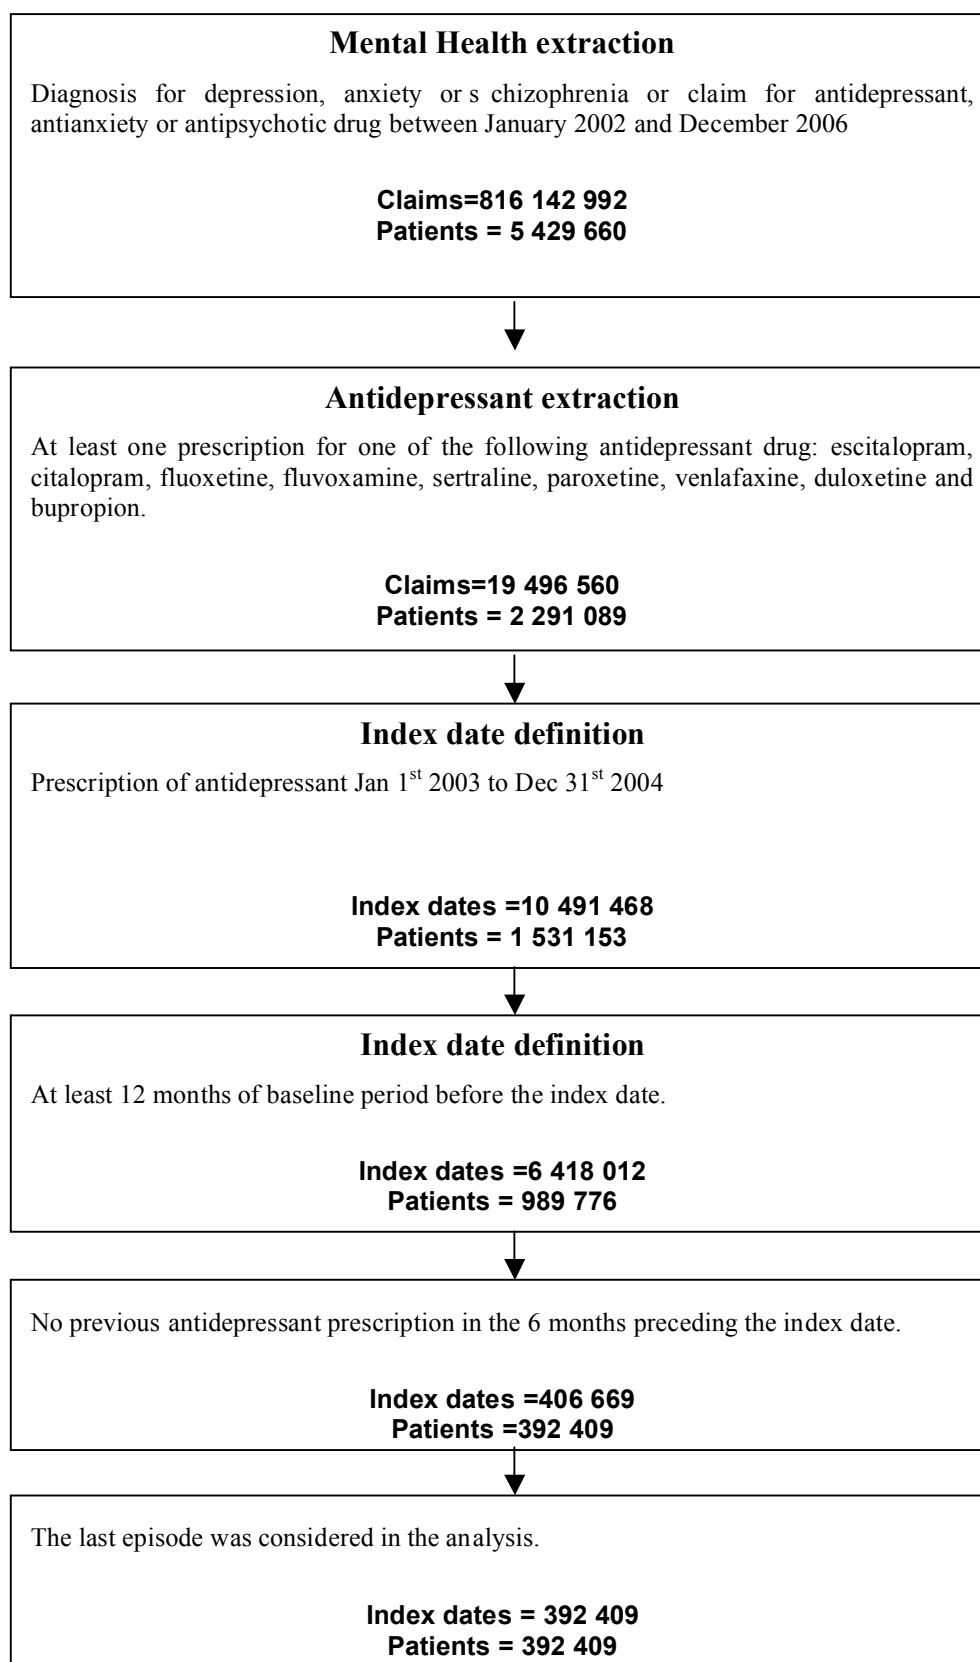 Mental Health extraction
Diagnosis for depression, anxiety or s chizophrenia or claim for antidepressant,
antianxiety or antipsychotic drug between January 2002 and December 2006
Claims=816 142 992
Patients = 5 429 660
Antidepressant extraction
At least one prescription for one of the following antidepressant drug: escitalopram,
citalopram, fluoxetine, fluvoxamine, sertraline, paroxetine, venlafaxine, duloxetine and
bupropion.
Claims=19 496 560
Patients = 2 291 089
Index date definition
Prescription of antidepressant Jan 1st 2003 to Dec 31st 2004
Index dates =10 491 468
Patients = 1 531 153
Index date definition
At least 12 months of baseline period before the index date.
Index dates =6 418 012
Patients = 989 776
No previous antidepressant prescription in the 6 months preceding the index date.
Index dates =406 669
Patients =392 409
The last episode was considered in the analysis.
Index dates = 392 409
Patients = 392 409